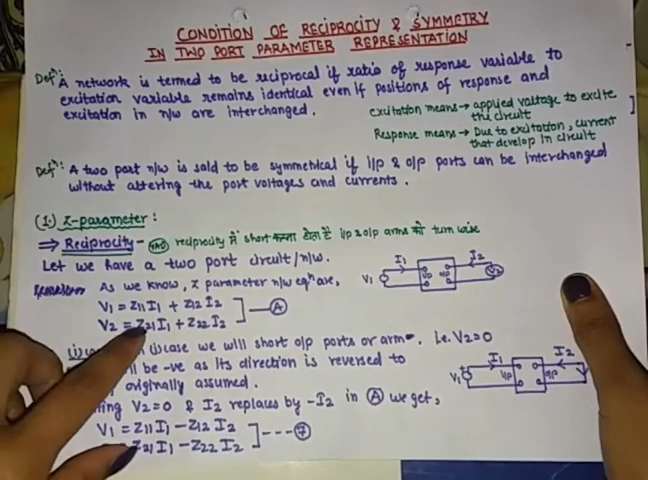 CONDITION OF RECIPROCITY & SYMMETRY
IN TWO PORT PARAMETER REPRESENTATION
Defⁿ: A network is termed to be reciprocal if ratio of response variable to
excitation variable remains identical even if positions of response and
excitation in n/w are interchanged.
excitation means → applied voltage to excite
the circuit
Response means → Due to excitation, current
that develop in circuit
Defⁿ: A two port n/w is said to be symmetrical if i/p & o/p ports can be interchanged
without altering the port voltages and currents.
(1.) Z-parameter:
⇒ Reciprocity - reciprocity में short करना होता है i/p & o/p arms को turn wise
Let we have a two port circuit/n/w.
As we know, z parameter n/w eqⁿ are,
V1 = Z11 I1 + Z12 I2
V2 = Z21 I1 + Z22 I2
A
I1 I2
V1 i/p o/p V2
case we will short o/p ports or arm. i.e. V2=0
be -ve as its direction is reversed to
originally assumed.
V2=0 & I2 replaces by -I2 in A we get,
V1 = Z11 I1 - Z12 I2
= Z21 I1 - Z22 I2
---
I1 I2
V1 i/p o/p